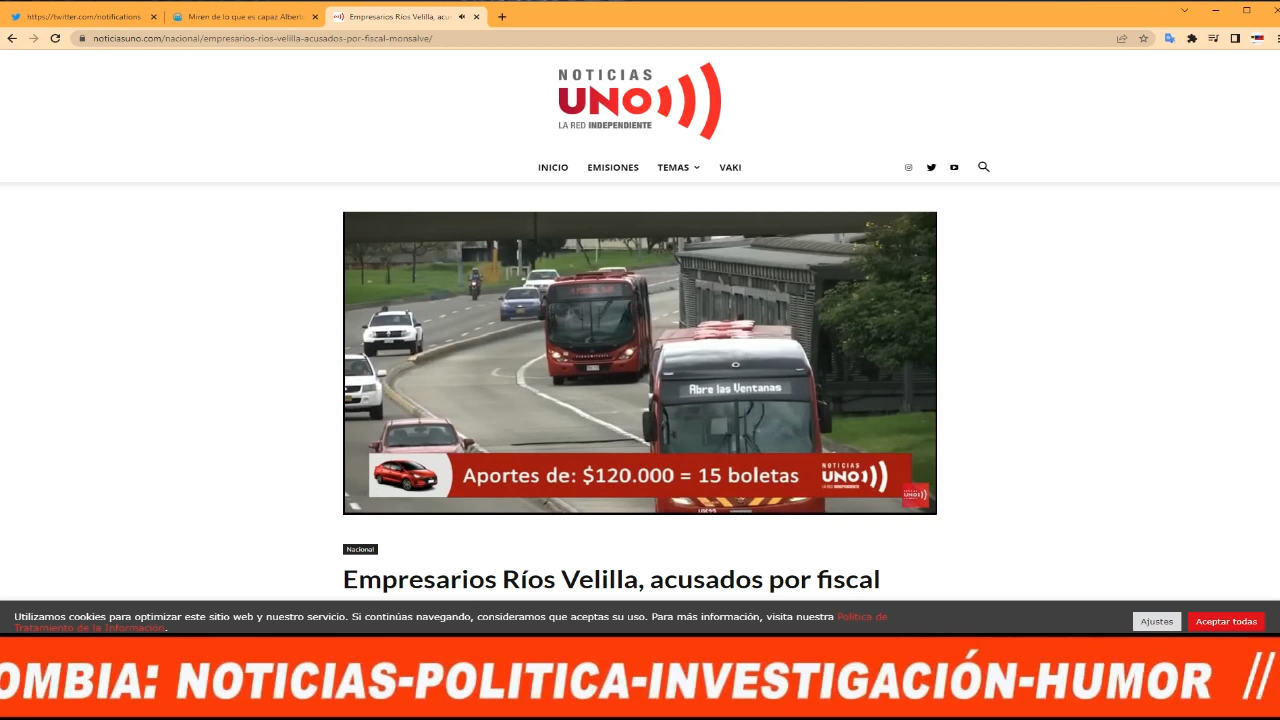 https://twitter.com/notifications
Miren de lo que es capaz Alberto
Empresarios Ríos Velilla, acus
noticiasuno.com/nacional/empresarios-rios-velilla-acusados-por-fiscal-monsalve/
NOTICIAS
UNO
LA RED INDEPENDIENTE
INICIO
EMISIONES
TEMAS
VAKI
Abre las Ventanas
Aportes de: $120.000 = 15 boletas
NOTICIAS
UNO
LA RED INDEPENDIENTE
UNO
Nacional
Empresarios Ríos Velilla, acusados por fiscal
Utilizamos cookies para optimizar este sitio web y nuestro servicio. Si continúas navegando, consideramos que aceptas su uso. Para más información, visita nuestra Política de
Tratamiento de la Información.
Ajustes
Aceptar todas
OMBIA: NOTICIAS-POLITICA-INVESTIGACIÓN-HUMOR //